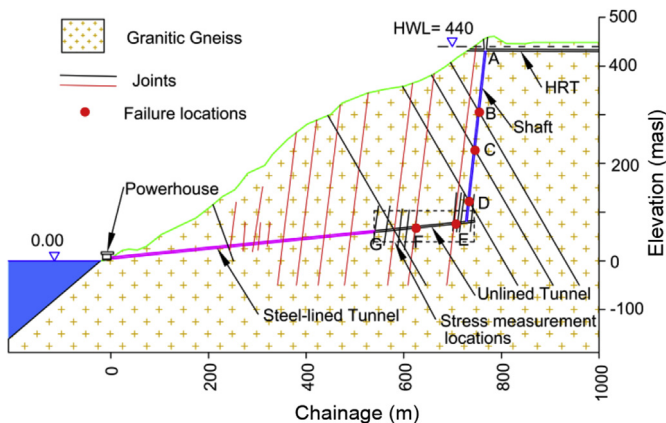 Granitic Gneiss
Joints
Failure locations
HWL= 440
500
A
400
HRT
B
Shaft
C
200
Powerhouse
D
0.00
G
F
E
0
Unlined Tunnel
Steel-lined Tunnel
Stress measurement
locations
-100
Elevation (masl)
0
200
400
600
800
1000
Chainage (m)